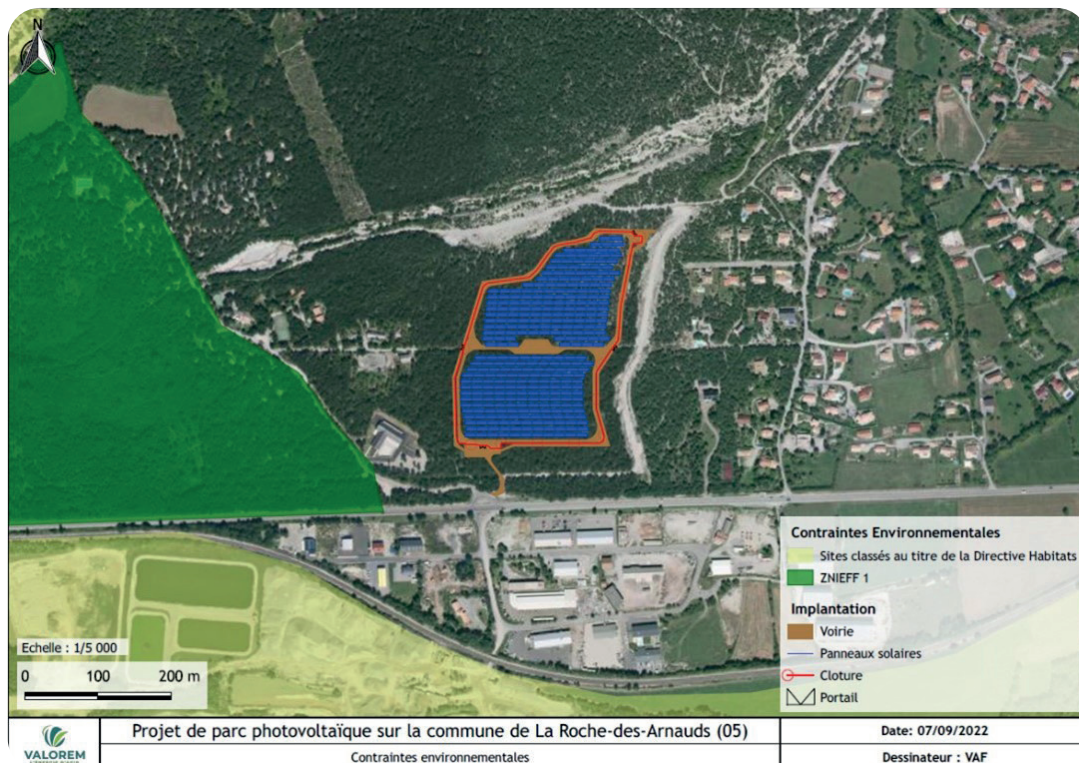 N
Contraintes Environnementales
Sites classés au titre de la Directive Habitats
ZNIEFF 1
Implantation
Voirie
Panneaux solaires
Cloture
Portail
Echelle : 1/5 000
0 100 200 m
VALOREM
Projet de parc photovoltaïque sur la commune de La Roche-des-Arnauds (05)
Contraintes environnementales
Date: 07/09/2022
Dessinateur : VAF